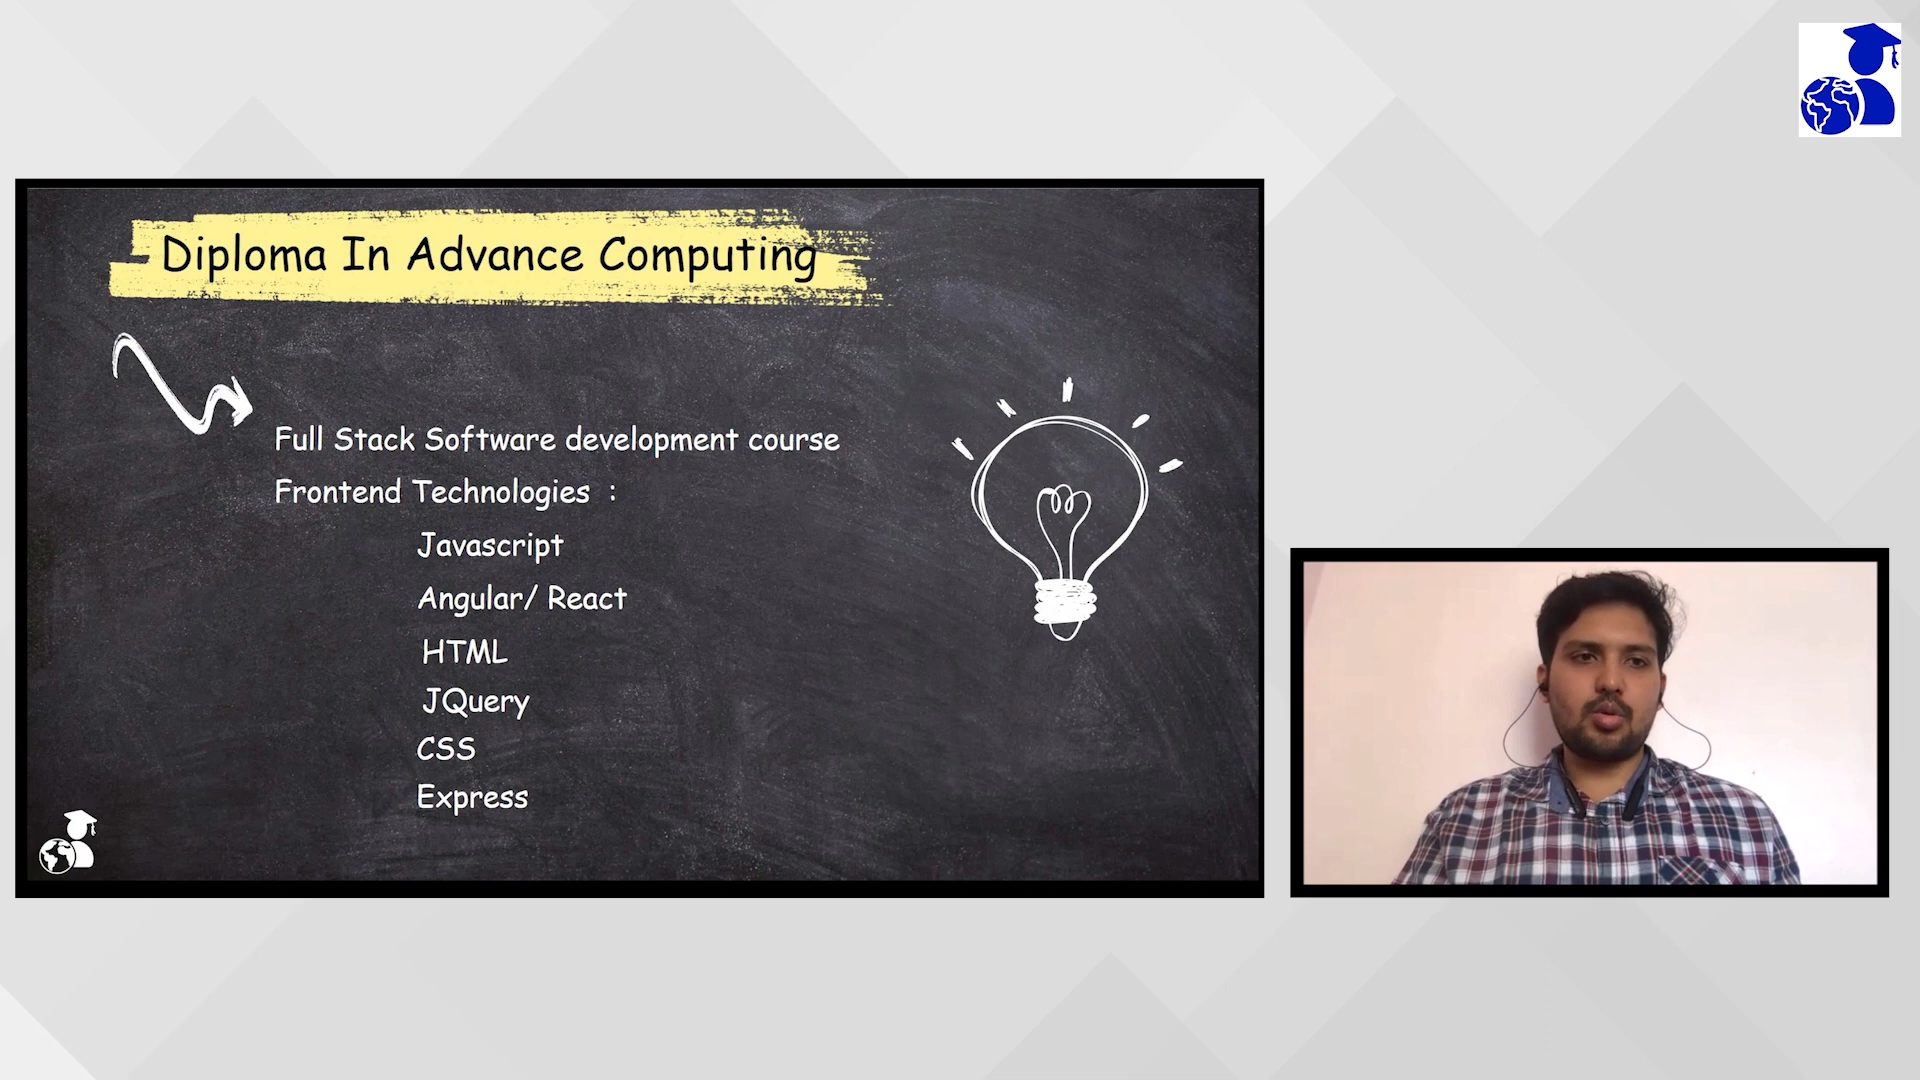 Diploma In Advance Computing
Full Stack Software development course
Frontend Technologies :
Javascript
Angular/ React
HTML
JQuery
CSS
Express